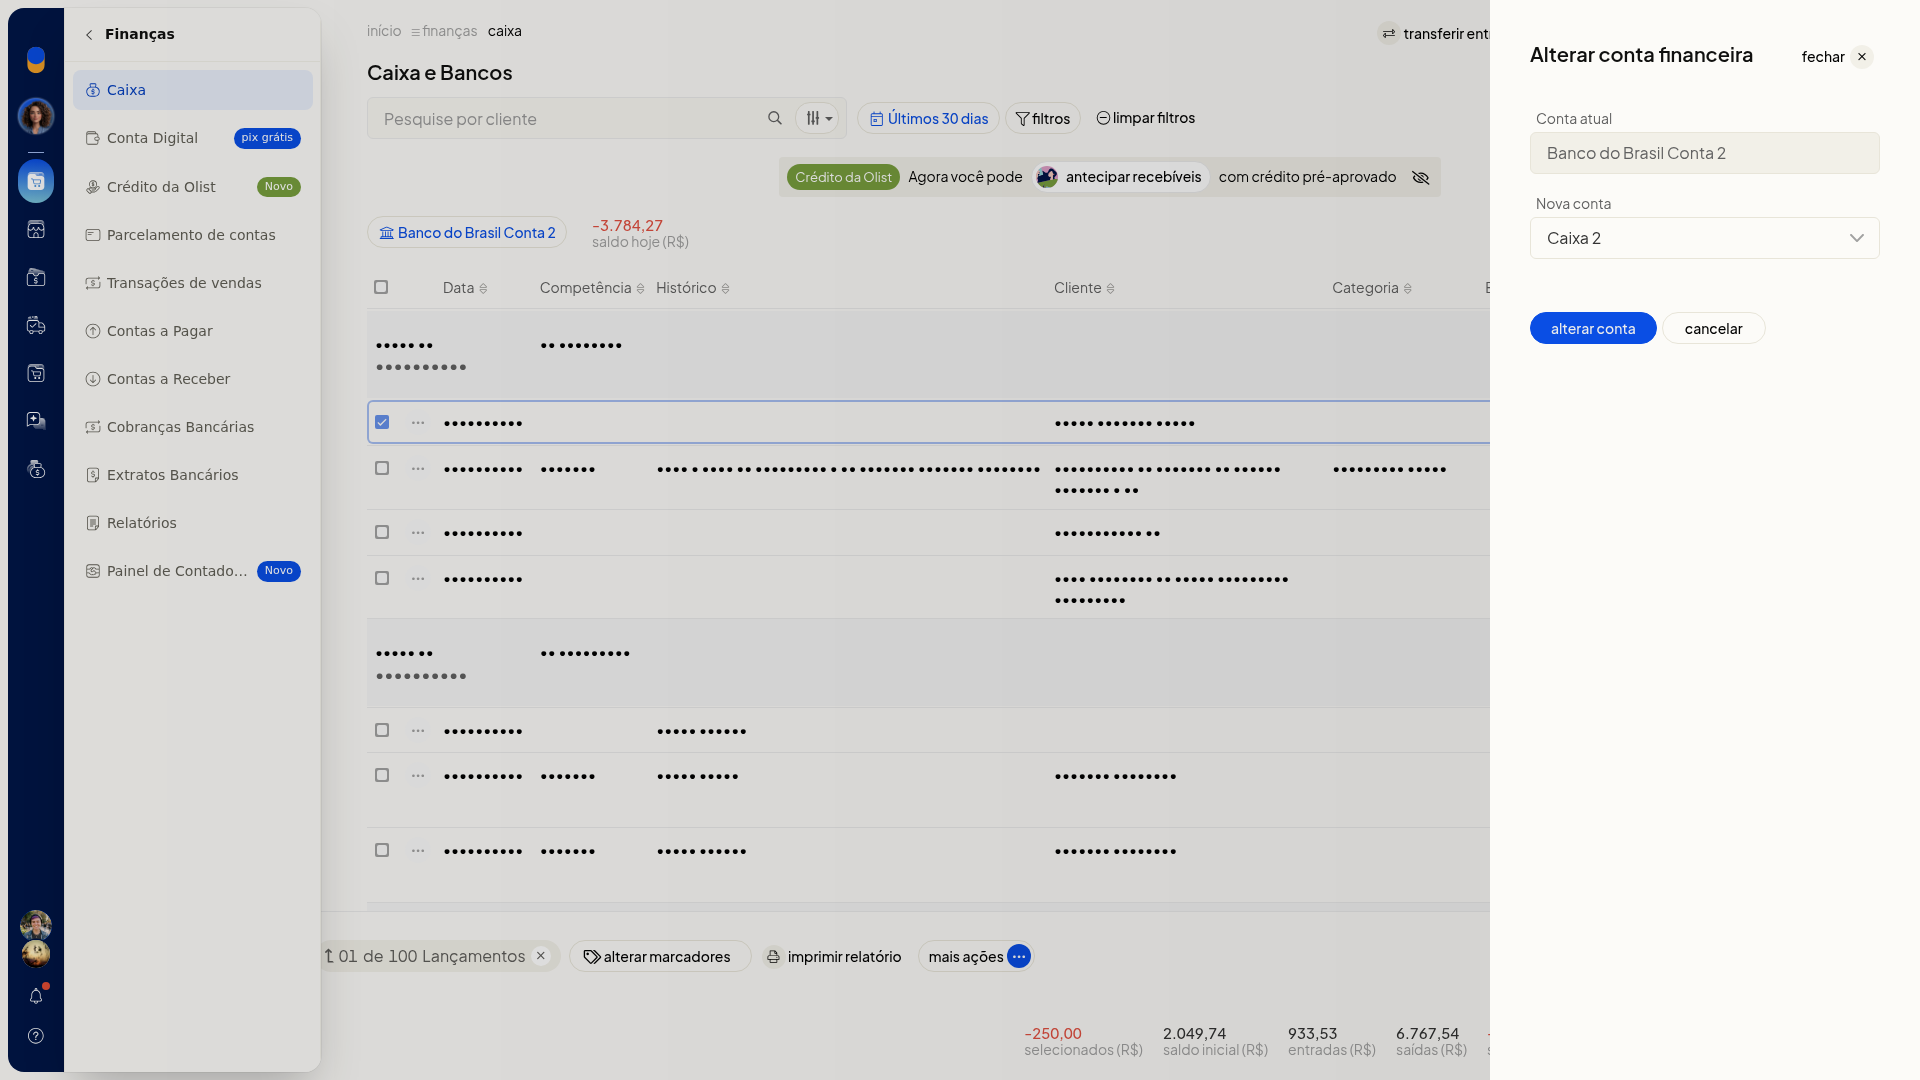 Finanças
Caixa
Conta Digital
pix grátis
Crédito da Olist
Novo
Parcelamento de contas
Transações de vendas
Contas a Pagar
Contas a Receber
Cobranças Bancárias
Extratos Bancários
Relatórios
Painel de Contado...
Novo
início
finanças
caixa
transferir ent
Caixa e Bancos
Pesquise por cliente
Últimos 30 dias
filtros
limpar filtros
Crédito da Olist
Agora você pode
antecipar recebíveis
com crédito pré-aprovado
Banco do Brasil Conta 2
-3.784,27
saldo hoje (R$)
Data
Competência
Histórico
Cliente
Categoria
01 de 100 Lançamentos
alterar marcadores
imprimir relatório
mais ações
-250,00
selecionados (R$)
2.049,74
saldo inicial (R$)
933,53
entradas (R$)
6.767,54
saídas (R$)
Alterar conta financeira
fechar
Conta atual
Banco do Brasil Conta 2
Nova conta
Caixa 2
alterar conta
cancelar